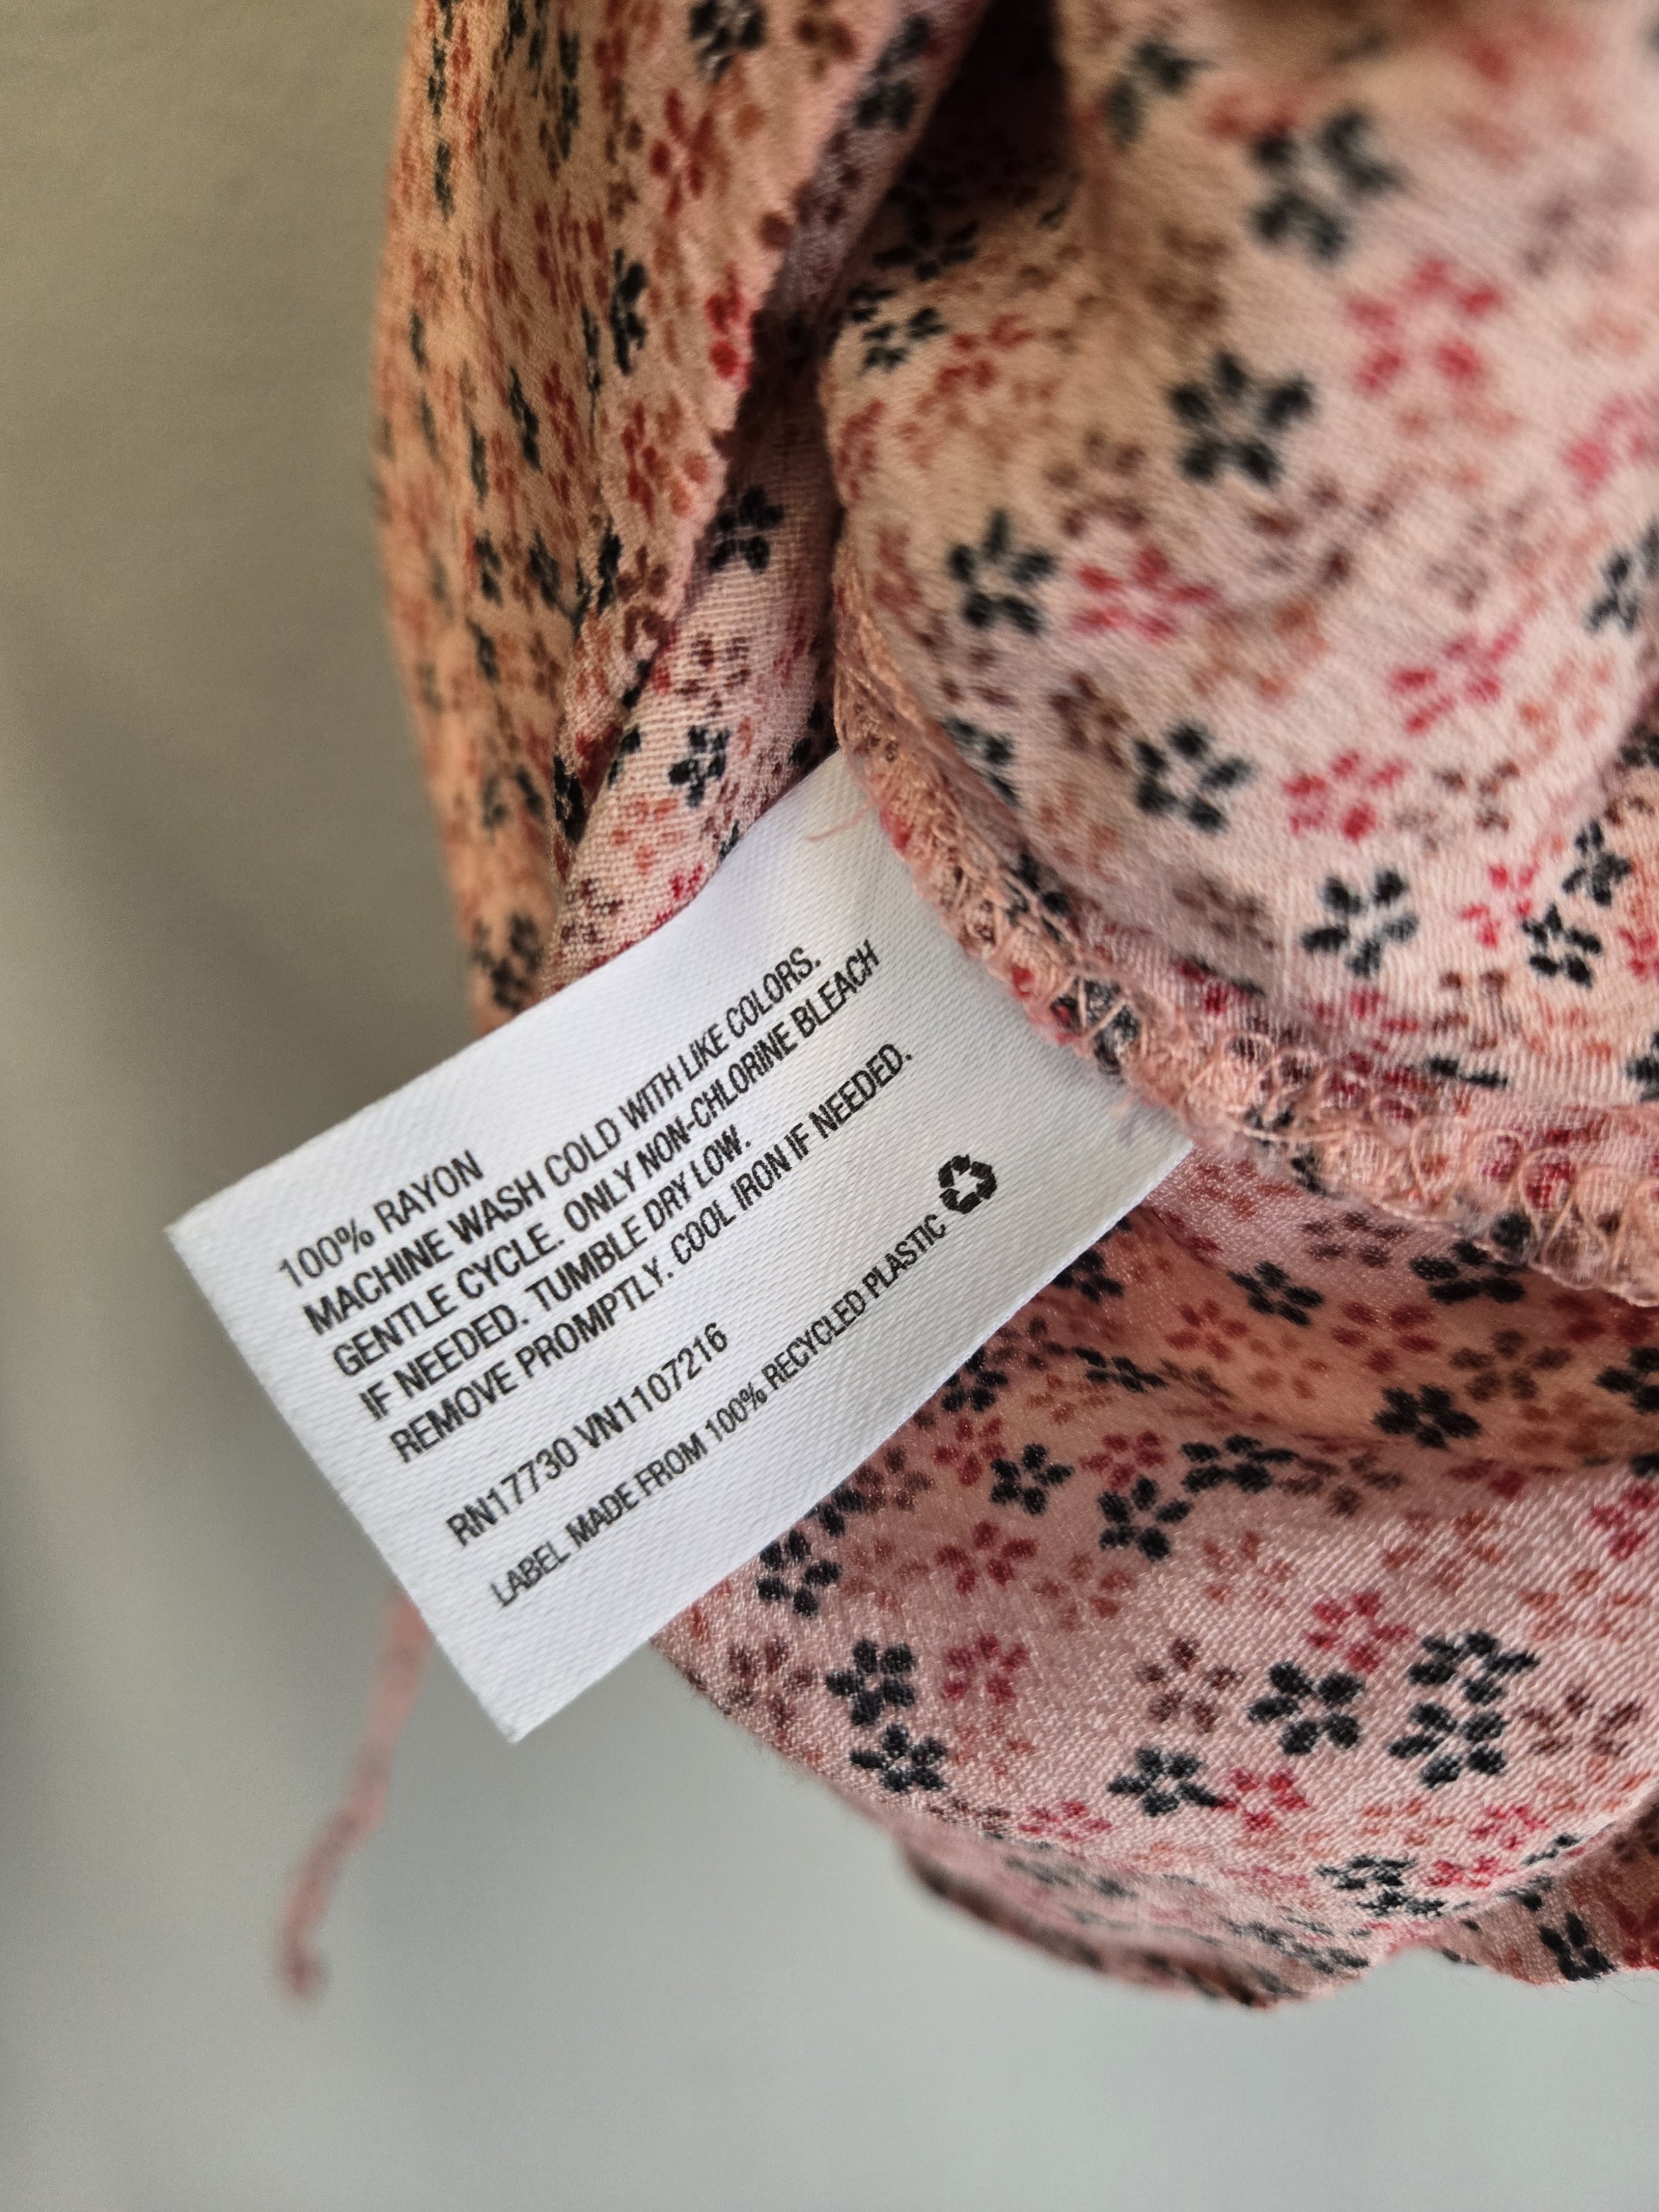 100% RAYON
MACHINE WASH COLD WITH LIKE COLORS.
GENTLE CYCLE. ONLY NON-CHLORINE BLEACH
IF NEEDED. TUMBLE DRY LOW.
REMOVE PROMPTLY. COOL IRON IF NEEDED.
RN17730 VN1107216
LABEL MADE FROM 100% RECYCLED PLASTIC